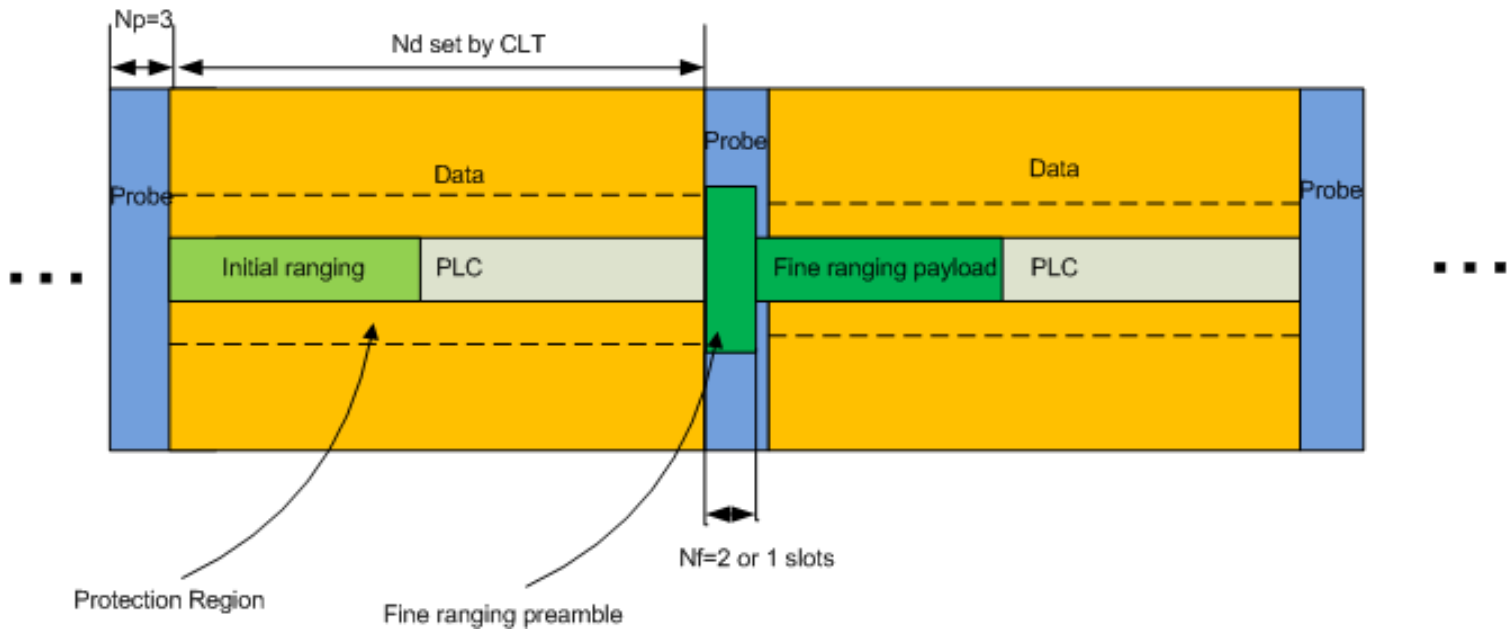 Np=3
Nd set by CLT
Probe
Data
Probe
Data
Probe
Initial ranging
PLC
Fine ranging payload
PLC
Nf=2 or 1 slots
Protection Region
Fine ranging preamble